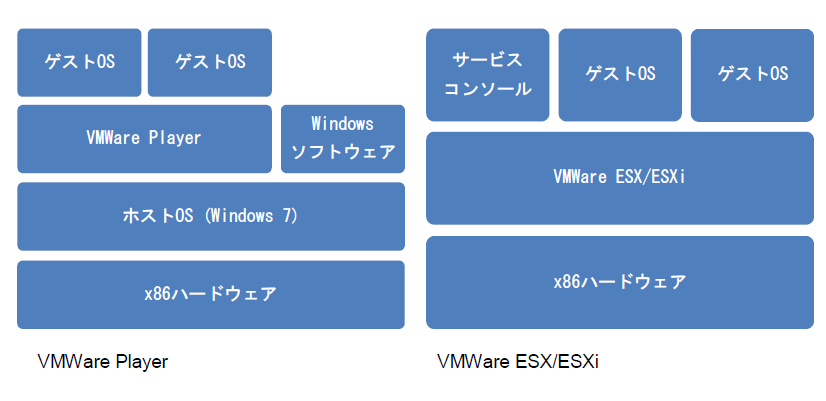 ゲストOS
ゲストOS
VMWare Player
Windows
ソフトウェア
ホストOS (Windows 7)
x86ハードウェア
VMWare Player
サービス
コンソール
ゲストOS
ゲストOS
VMWare ESX/ESXi
x86ハードウェア
VMWare ESX/ESXi